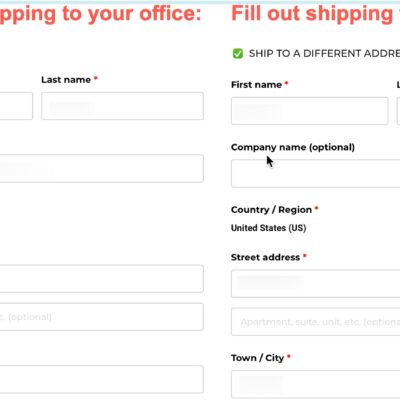 pping to your office:
Last name *
c. (optional)
Fill out shipping
✅ SHIP TO A DIFFERENT ADDRE
First name *
L
Company name (optional)
Country / Region *
United States (US)
Street address *
Apartment, suite, unit, etc. (optiona
Town / City *